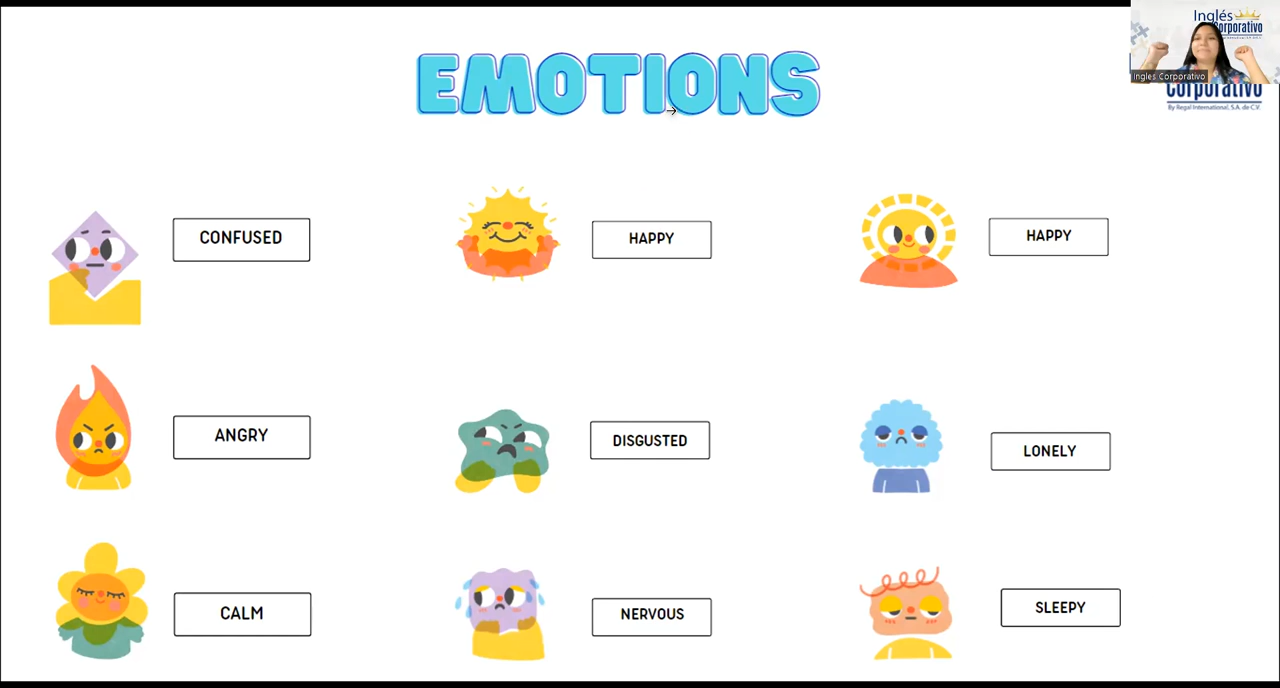 Inglés
Corporativo
Ingles Corporativo
Corporativo
By Regal International, S.A. de C.V.
EMOTIONS
CONFUSED
HAPPY
HAPPY
ANGRY
DISGUSTED
LONELY
CALM
NERVOUS
SLEEPY